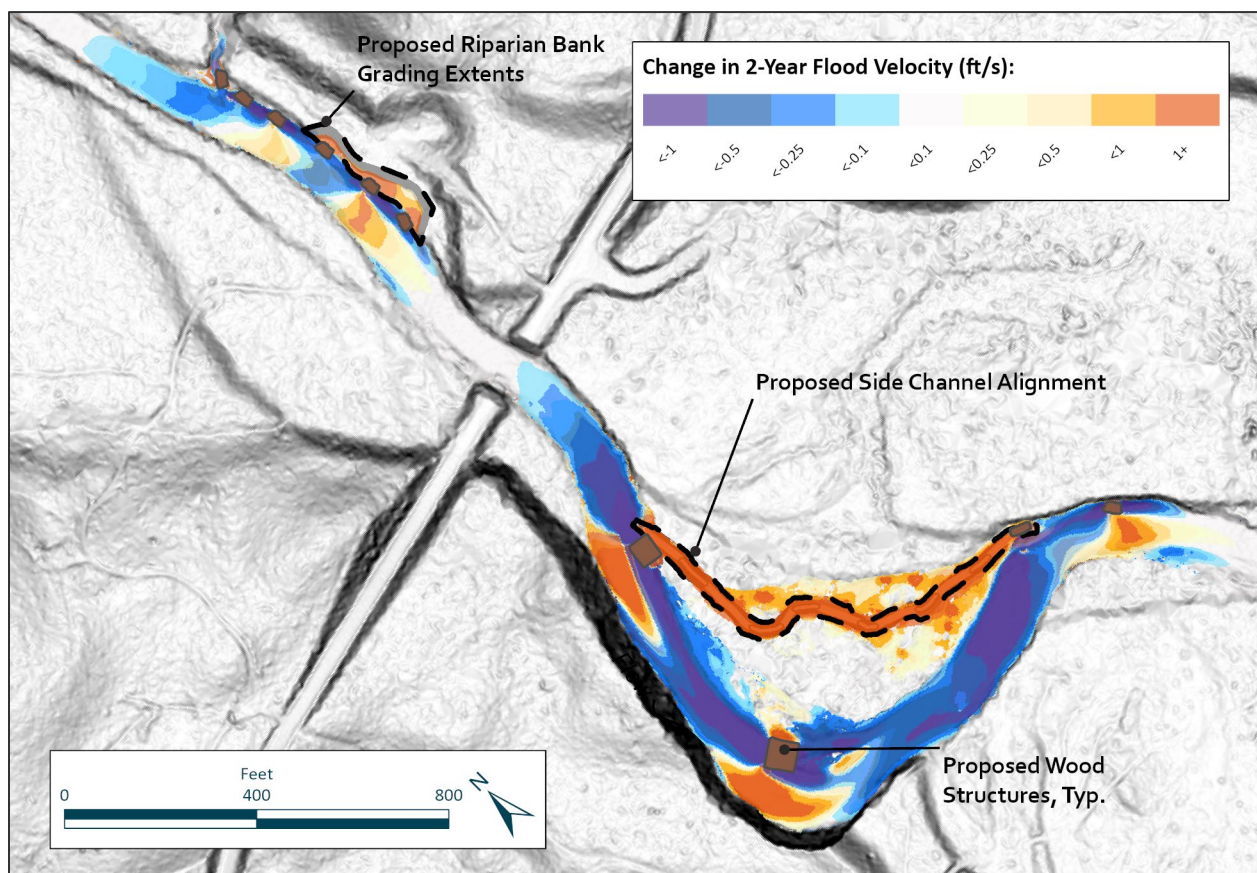 Proposed Riparian Bank
Grading Extents
Change in 2-Year Flood Velocity (ft/s):
<-1
<-0.5
<-0.25
<-0.1
<0.1
<0.25
<0.5
<1
1+
Proposed Side Channel Alignment
Proposed Wood
Structures, Typ.
Feet
0 400 800
N